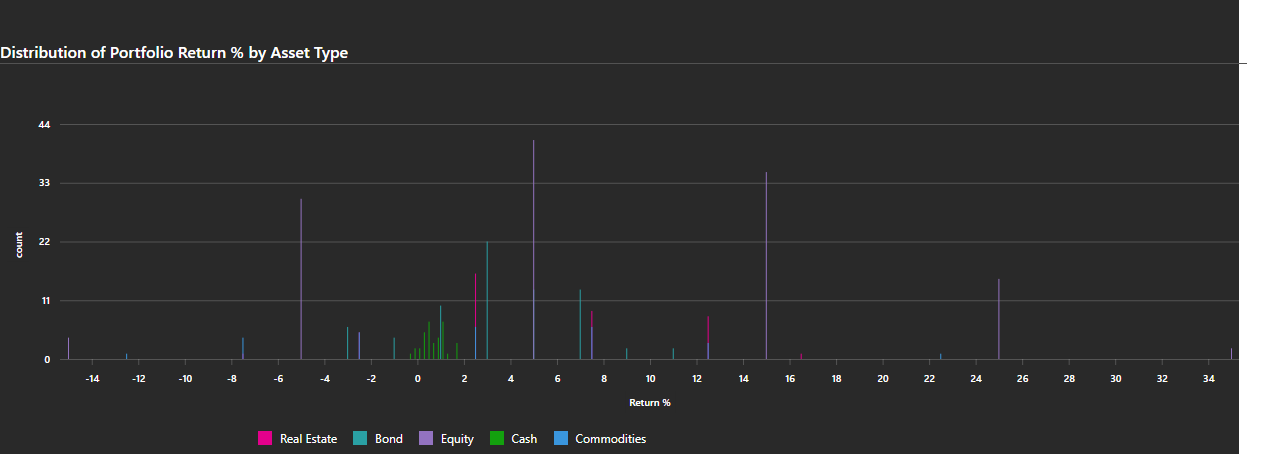 Distribution of Portfolio Return % by Asset Type
44
33
22
11
0
count
-14 -12 -10 -8 -6 -4 -2 0 2 4 6 8 10 12 14 16 18 20 22 24 26 28 30 32 34
Return %
Real Estate Bond Equity Cash Commodities